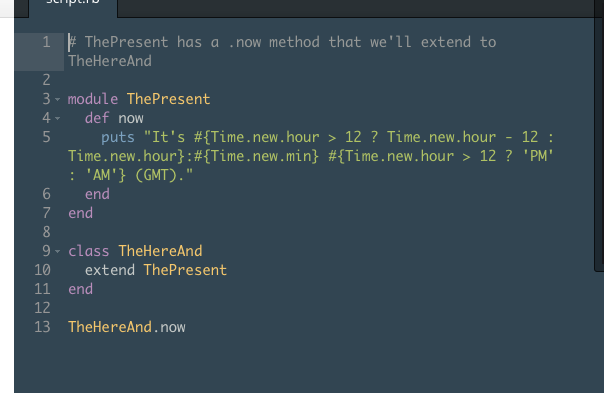 script.rb
1 # ThePresent has a .now method that we'll extend to
TheHereAnd
2
3 module ThePresent
4 def now
5 puts "It's #{Time.new.hour > 12 ? Time.new.hour - 12 :
Time.new.hour}:#{Time.new.min} #{Time.new.hour > 12 ? 'PM'
: 'AM'} (GMT)."
6 end
7 end
8
9 class TheHereAnd
10 extend ThePresent
11 end
12
13 TheHereAnd.now